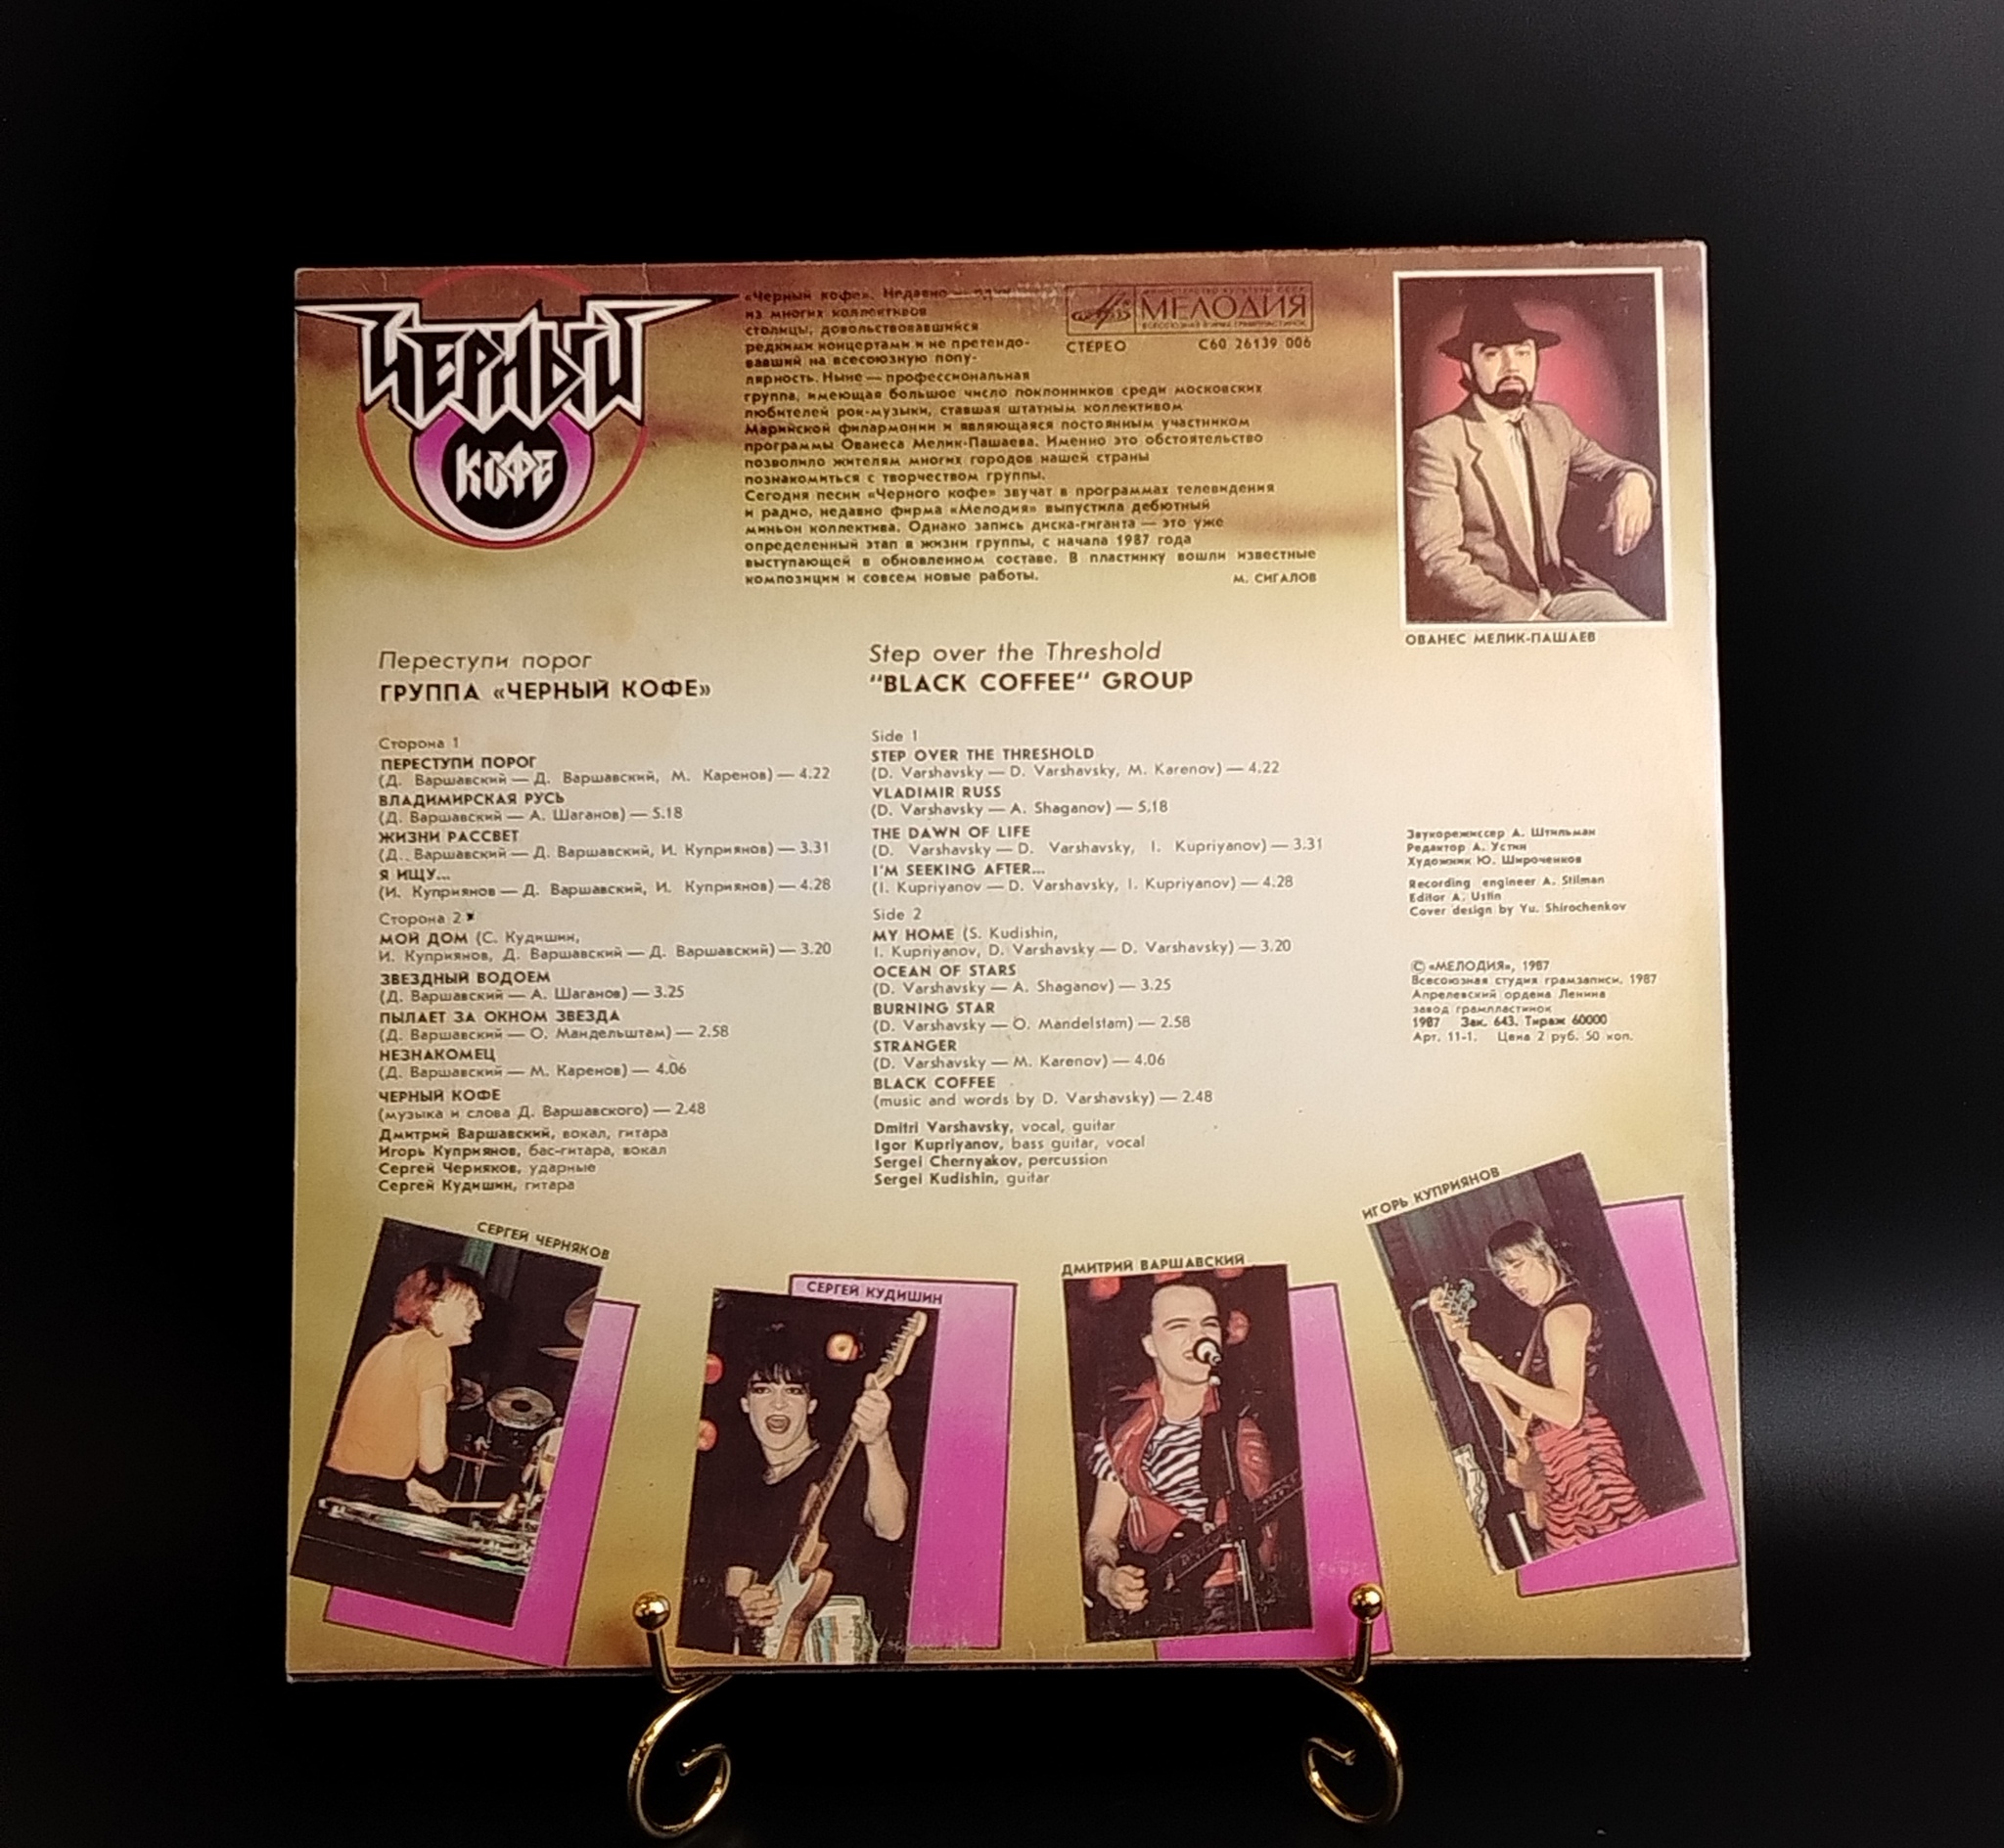 ЧЕРНЫЙ
КОФЕ
«Черный кофе». Недавно — один
из многих коллективов
столицы, довольствовавшийся
редкими концертами и не претендо-
вавший на всесоюзную попу-
лярность. Ныне — профессиональная
группа, имеющая большое число поклонников среди московских
любителей рок-музыки, ставшая штатным коллективом
Марийской филармонии и являющаяся постоянным участником
программы Ованеса Мелик-Пашаева. Именно это обстоятельство
позволило жителям многих городов нашей страны
познакомиться с творчеством группы.
Сегодня песни «Черного кофе» звучат в программах телевидения
и радио, недавно фирма «Мелодия» выпустила дебютный
миньон коллектива. Однако запись диска-гиганта — это уже
определенный этап в жизни группы, с начала 1987 года
выступающей в обновленном составе. В пластинку вошли известные
композиции и совсем новые работы.
М. СИГАЛОВ
МИНИСТЕРСТВО КУЛЬТУРЫ СССР
МЕЛОДИЯ
ВСЕСОЮЗНАЯ ФИРМА ГРАМПЛАСТИНОК
СТЕРЕО С60 26139 006
ОВАНЕС МЕЛИК-ПАШАЕВ
Переступи порог
ГРУППА «ЧЕРНЫЙ КОФЕ»
Сторона 1
ПЕРЕСТУПИ ПОРОГ
(Д. Варшавский — Д. Варшавский, М. Каренов) — 4.22
ВЛАДИМИРСКАЯ РУСЬ
(Д. Варшавский — А. Шаганов) — 5.18
ЖИЗНИ РАССВЕТ
(Д. Варшавский — Д. Варшавский, И. Куприянов) — 3.31
Я ИЩУ...
(И. Куприянов — Д. Варшавский, И. Куприянов) — 4.28
Сторона 2
МОЙ ДОМ (С. Кудишин,
И. Куприянов, Д. Варшавский — Д. Варшавский) — 3.20
ЗВЕЗДНЫЙ ВОДОЕМ
(Д. Варшавский — А. Шаганов) — 3.25
ПЫЛАЕТ ЗА ОКНОМ ЗВЕЗДА
(Д. Варшавский — О. Мандельштам) — 2.58
НЕЗНАКОМЕЦ
(Д. Варшавский — М. Каренов) — 4.06
ЧЕРНЫЙ КОФЕ
(музыка и слова Д. Варшавского) — 2.48
Дмитрий Варшавский, вокал, гитара
Игорь Куприянов, бас-гитара, вокал
Сергей Черняков, ударные
Сергей Кудишин, гитара
Step over the Threshold
“BLACK COFFEE“ GROUP
Side 1
STEP OVER THE THRESHOLD
(D. Varshavsky — D. Varshavsky, M. Karenov) — 4.22
VLADIMIR RUSS
(D. Varshavsky — A. Shaganov) — 5.18
THE DAWN OF LIFE
(D. Varshavsky — D. Varshavsky, I. Kupriyanov) — 3.31
I'M SEEKING AFTER...
(I. Kupriyanov — D. Varshavsky, I. Kupriyanov) — 4.28
Side 2
MY HOME (S. Kudishin,
I. Kupriyanov, D. Varshavsky — D. Varshavsky) — 3.20
OCEAN OF STARS
(D. Varshavsky — A. Shaganov) — 3.25
BURNING STAR
(D. Varshavsky — O. Mandelstam) — 2.58
STRANGER
(D. Varshavsky — M. Karenov) — 4.06
BLACK COFFEE
(music and words by D. Varshavsky) — 2.48
Dmitri Varshavsky, vocal, guitar
Igor Kupriyanov, bass guitar, vocal
Sergei Chernyakov, percussion
Sergei Kudishin, guitar
Звукорежиссер А. Штильман
Редактор А. Устин
Художник Ю. Широченков
Recording engineer A. Stilman
Editor A. Ustin
Cover design by Yu. Shirochenkov
© «МЕЛОДИЯ», 1987
Всесоюзная студия грамзаписи, 1987
Апрелевский ордена Ленина
завод грампластинок
1987 Зак. 643. Тираж 60000
Арт. 11-1. Цена 2 руб. 50 коп.
СЕРГЕЙ ЧЕРНЯКОВ
СЕРГЕЙ КУДИШИН
ДМИТРИЙ ВАРШАВСКИЙ
ИГОРЬ КУПРИЯНОВ